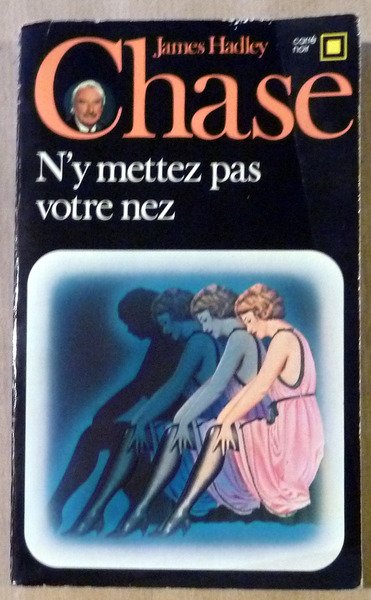 James Hadley
Chase
carré
noir
N'y mettez pas
votre nez